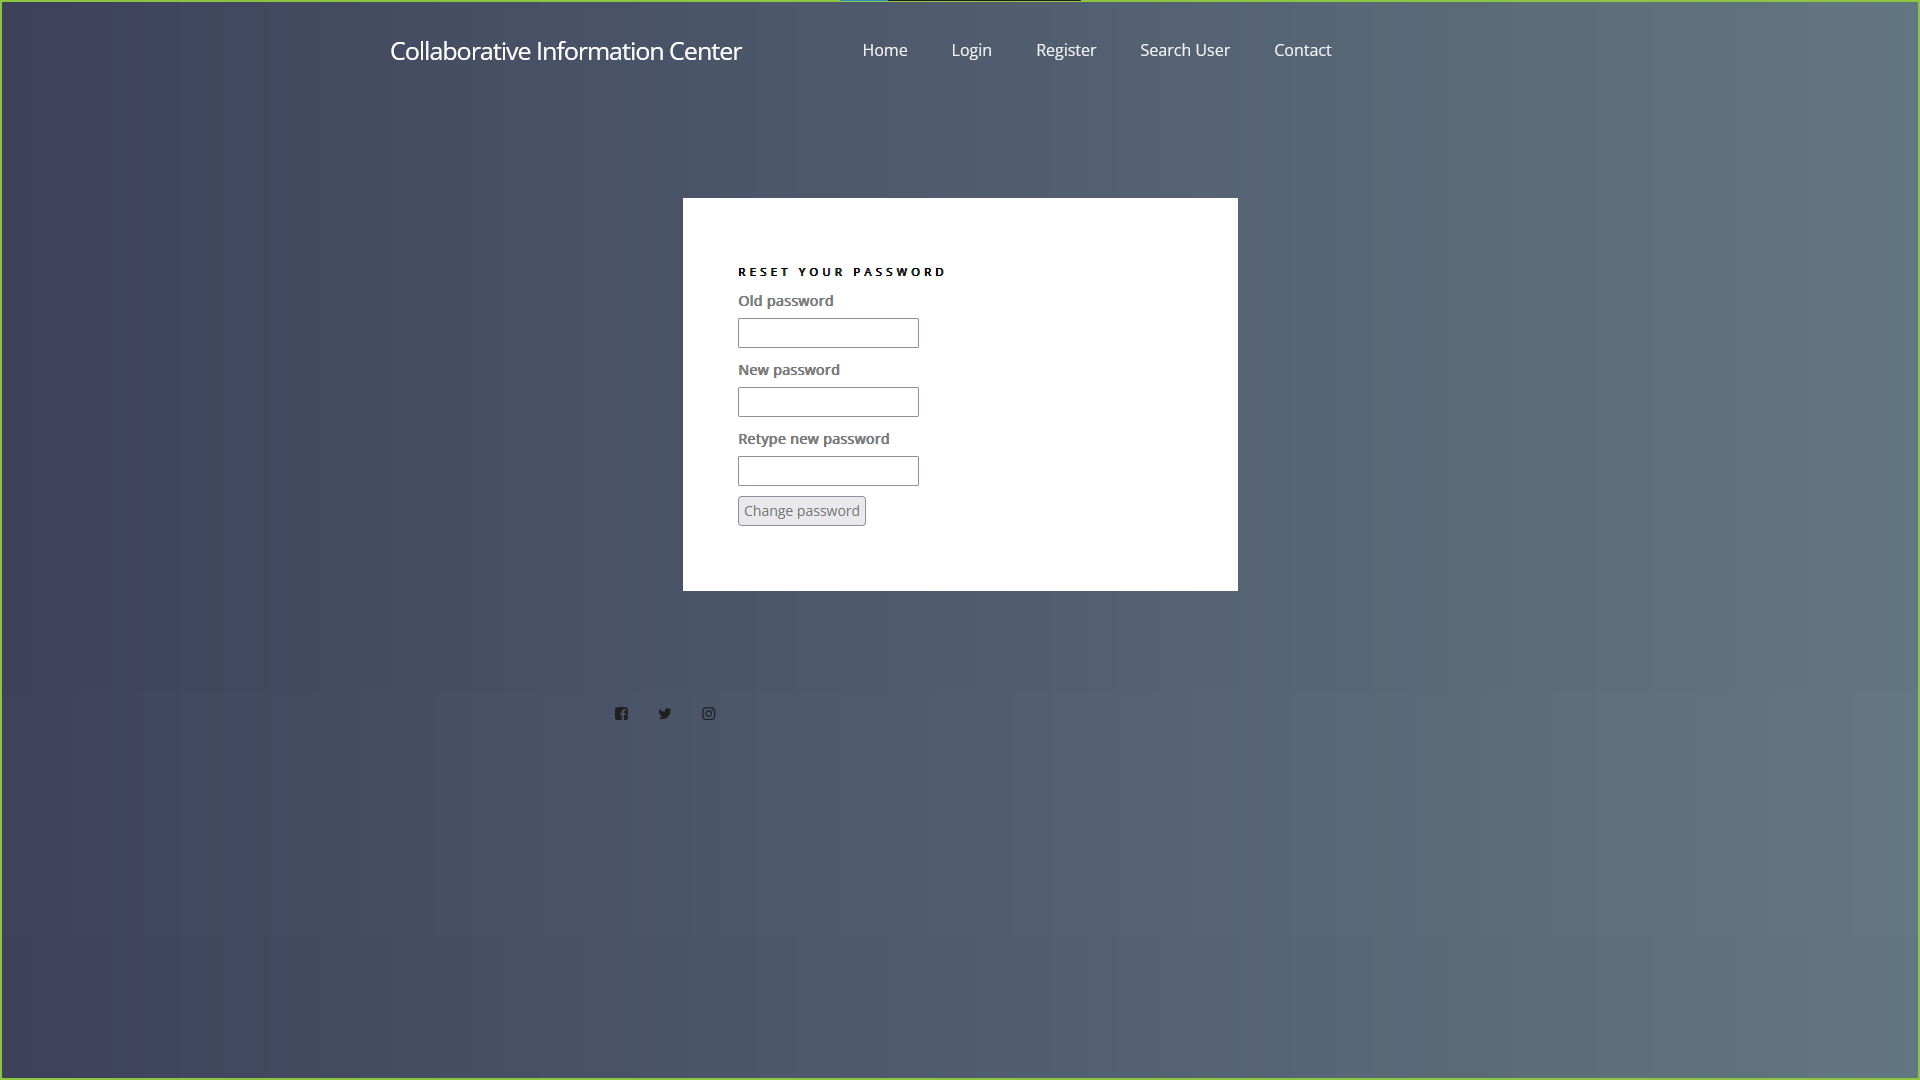 Collaborative Information Center
Home Login Register Search User Contact
RESET YOUR PASSWORD
Old password
New password
Retype new password
Change password